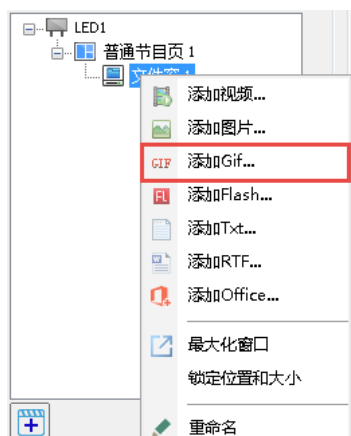 LED1
普通节目页 1
文件窗 1
添加视频...
添加图片...
GIF 添加Gif...
FL 添加Flash...
添加Txt...
W 添加RTF...
添加Office...
最大化窗口
锁定位置和大小
重命名